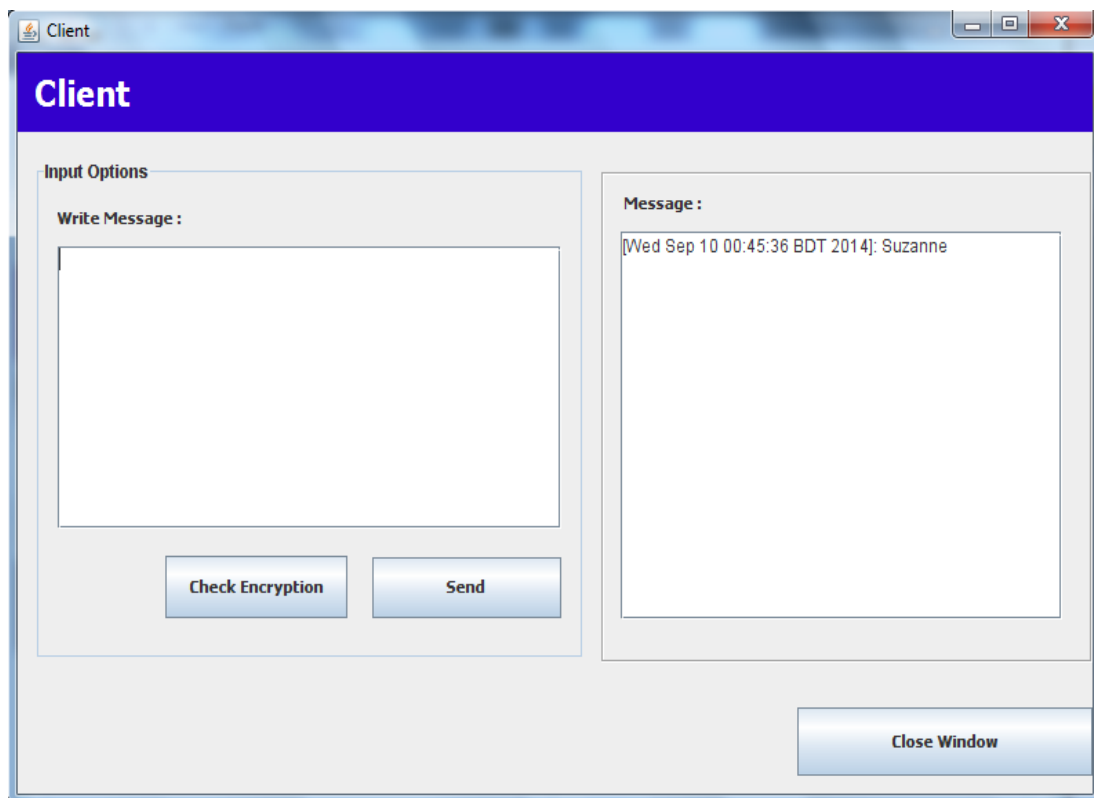 Client
Client
Input Options
Write Message :
Check Encryption
Send
Message :
[Wed Sep 10 00:45:36 BDT 2014]: Suzanne
Close Window